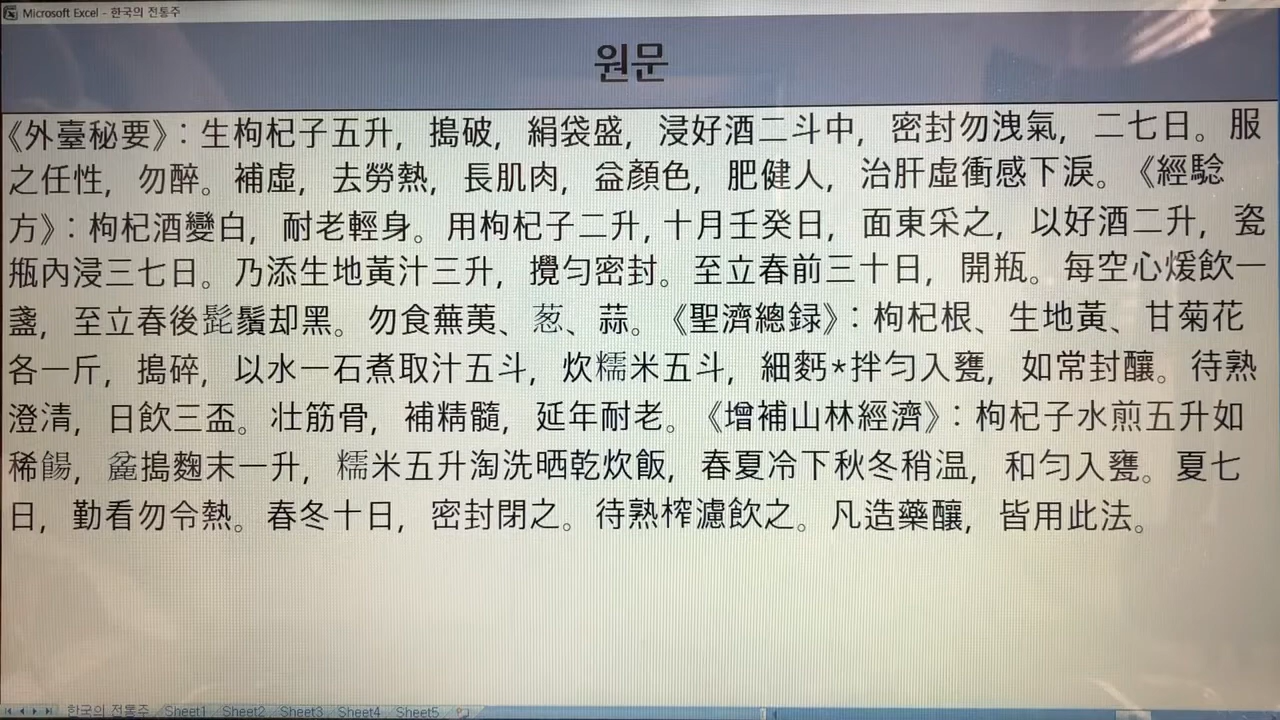 Microsoft Excel - 한국의 전통주
원문
《外臺秘要》：生枸杞子五升，搗破，絹袋盛，浸好酒二斗中，密封勿洩氣，二七日。服
之任性，勿醉。補虛，去勞熱，長肌肉，益顏色，肥健人，治肝虛衝感下淚。《經験
方》：枸杞酒變白，耐老輕身。用枸杞子二升，十月壬癸日，面東采之，以好酒二升，瓷
瓶內浸三七日。乃添生地黃汁三升，攪勻密封。至立春前三十日，開瓶。每空心煖飲一
盞，至立春後髭鬚却黑。勿食蕪荑、葱、蒜。《聖濟總録》：枸杞根、生地黃、甘菊花
各一斤，搗碎，以水一石煮取汁五斗，炊糯米五斗，細麪*拌勻入甕，如常封釀。待熟
澄清，日飲三盃。壮筋骨，補精髓，延年耐老。《增補山林經濟》：枸杞子水煎五升如
稀餳，搗麴末一升，糯米五升淘洗晒乾炊飯，春夏冷下秋冬稍温，和勻入甕。夏七
日，勤看勿令熱。春冬十日，密封閉之。待熟榨濾飲之。凡造藥釀，皆用此法。
한국의 전통주 Sheet1 Sheet2 Sheet3 Sheet4 Sheet5